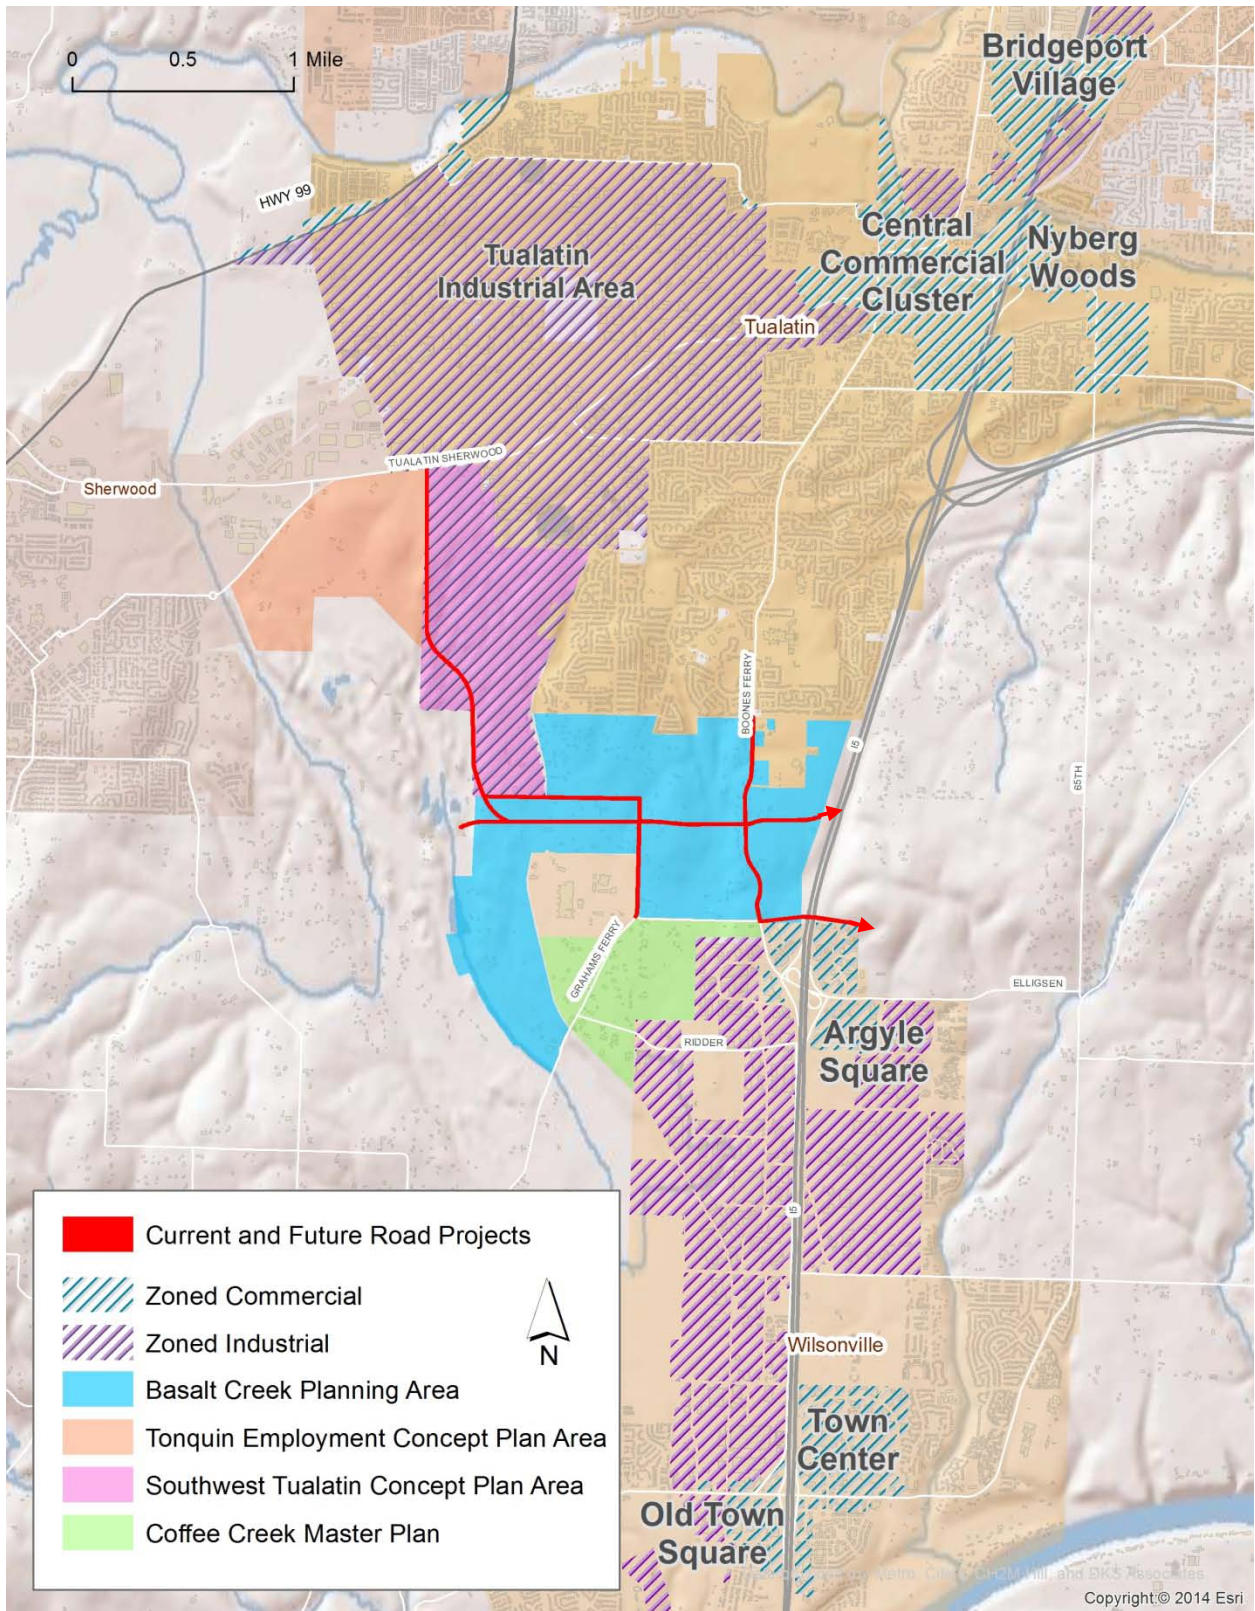 Bridgeport
Village
0 0.5 1 Mile
HWY 99
Central
Commercial
Cluster
Nyberg
Woods
Tualatin
Industrial Area
Tualatin
TUALATIN SHERWOOD
Sherwood
BOONES FERRY
I5
65TH
GRAHAMS FERRY
ELLIGSEN
RIDDER
Argyle
Square
I5
Wilsonville
Town
Center
Old Town
Square
Current and Future Road Projects
Zoned Commercial
Zoned Industrial
Basalt Creek Planning Area
Tonquin Employment Concept Plan Area
Southwest Tualatin Concept Plan Area
Coffee Creek Master Plan
N
and DKS Associates
Copyright:© 2014 Esri